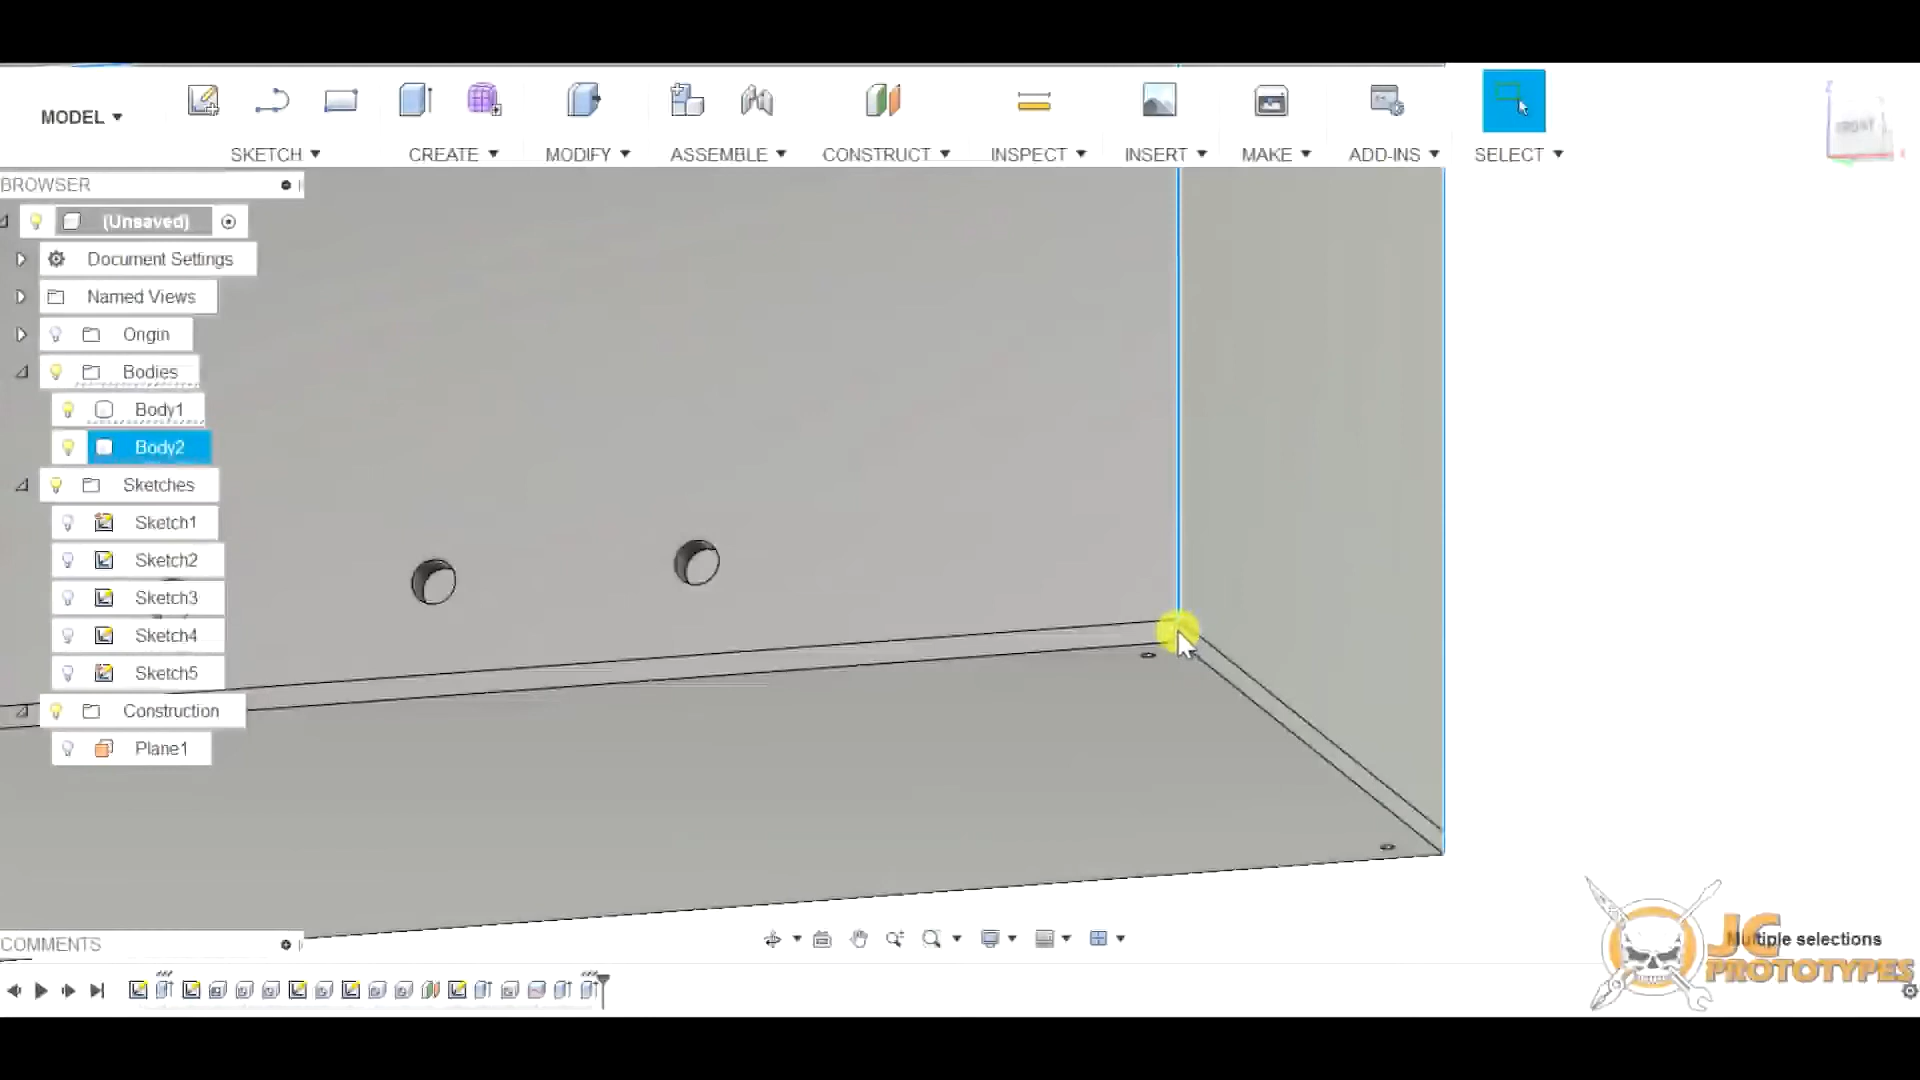 MODEL
SKETCH
CREATE
MODIFY
ASSEMBLE
CONSTRUCT
INSPECT
INSERT
MAKE
ADD-INS
SELECT
FRONT
BROWSER
(Unsaved)
Document Settings
Named Views
Origin
Bodies
Body1
Body2
Sketches
Sketch1
Sketch2
Sketch3
Sketch4
Sketch5
Construction
Plane1
COMMENTS
Multiple selections
JC
PROTOTYPES